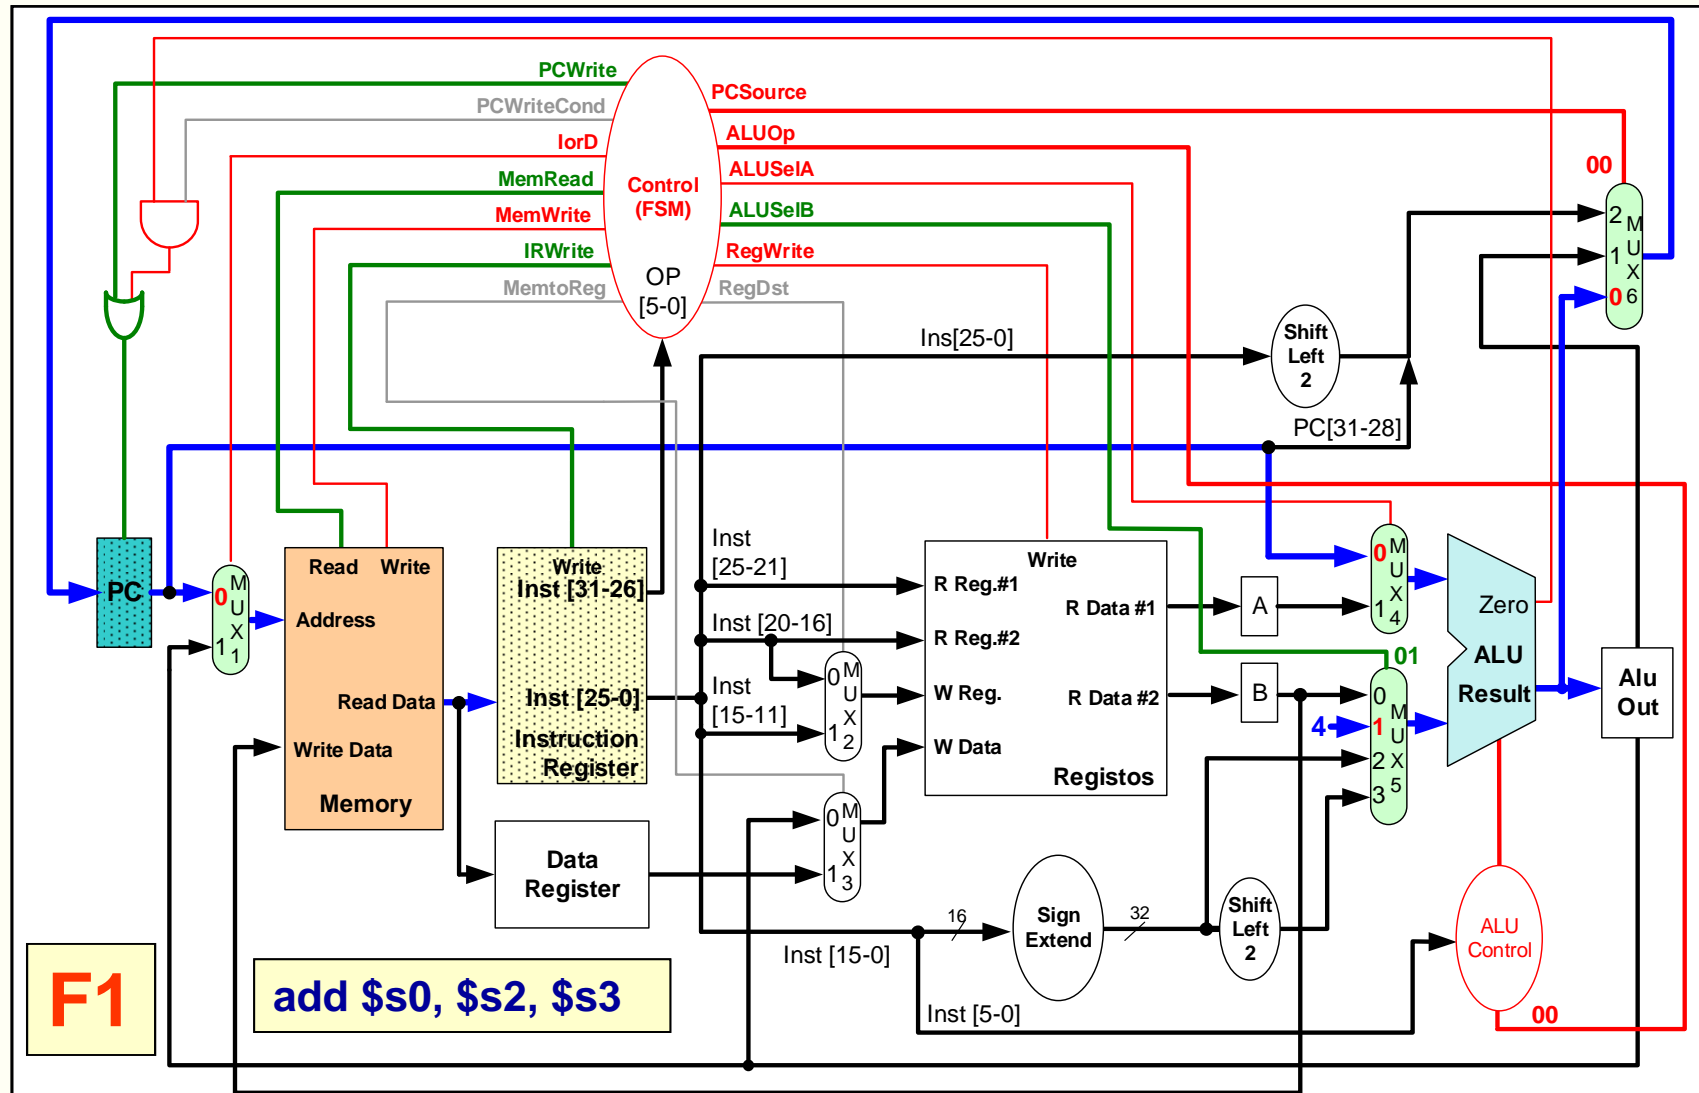 PCWrite
PCWriteCond
IorD
MemRead
MemWrite
IRWrite
MemtoReg
Control
(FSM)
OP
[5-0]
PCSource
ALUOp
ALUSelA
ALUSelB
RegWrite
RegDst
00
2
1
0
M
U
X
6
Ins[25-0]
Shift
Left
2
PC[31-28]
PC
0
1
M
U
X
1
Read Write
Address
Read Data
Write Data
Memory
Write
Inst [31-26]
Inst [25-0]
Instruction
Register
Data
Register
Inst
[25-21]
Inst [20-16]
Inst
[15-11]
0
1
M
U
X
2
0
1
M
U
X
3
Write
R Reg.#1
R Reg.#2
W Reg.
W Data
R Data #1
R Data #2
Registos
A
B
0
1
M
U
X
4
01
4
0
1
2
3
M
U
X
5
Zero
ALU
Result
Alu
Out
Inst [15-0]
16
Sign
Extend
32
Shift
Left
2
Inst [5-0]
ALU
Control
00
F1
add $s0, $s2, $s3